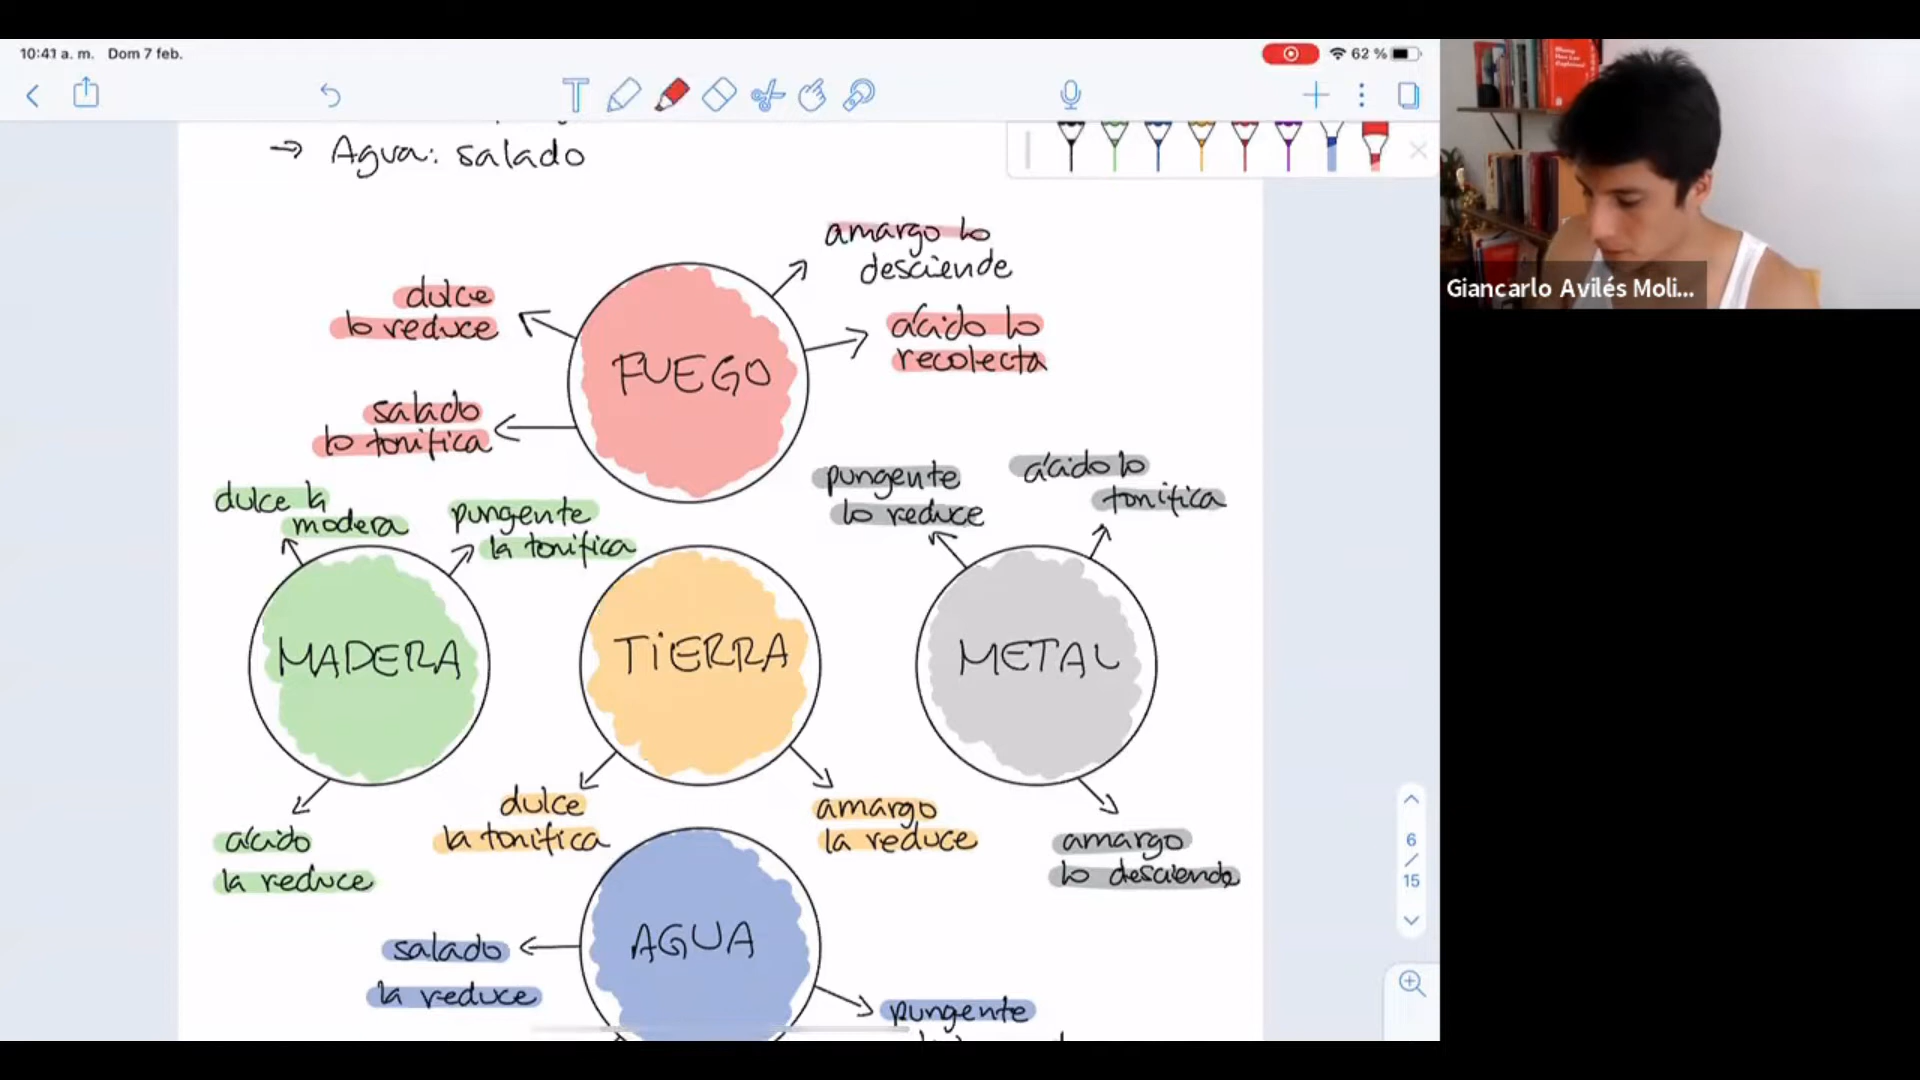 10:41 a. m. Dom 7 feb.
62 %
→ Agua: salado
amargo lo
desciende
dulce
lo reduce
ácido lo
recolecta
FUEGO
salado
lo tonifica
pungente
lo reduce
ácido lo
tonifica
dulce la
modera
pungente
la tonifica
MADERA
TiERRA
METAL
dulce
la tonifica
amargo
la reduce
ácido
la reduce
amargo
lo desciende
6
/
15
AGUA
salado
la reduce
pungente
Giancarlo Avilés Moli...